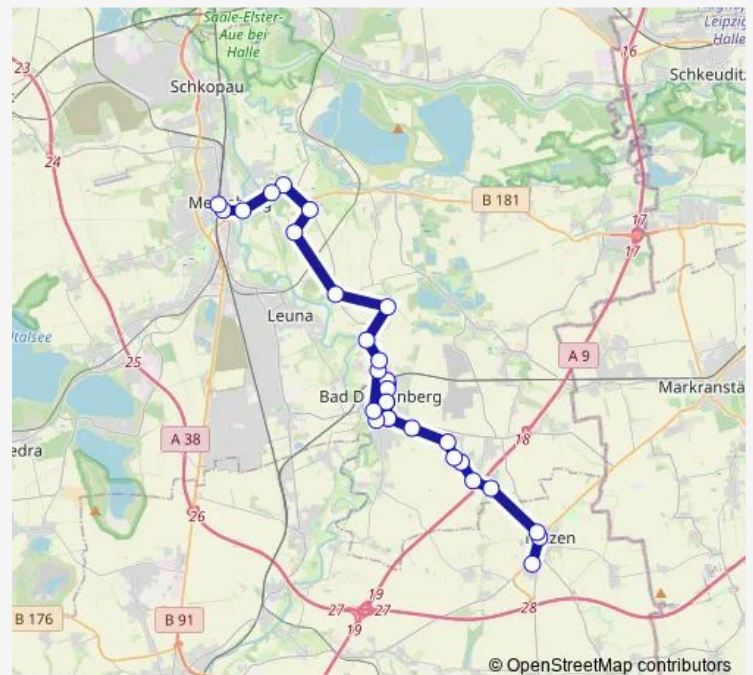 Saale-Elster-
Aue bei
Halle
Leipzig
Halle
16
23
Schkopau
24
B 181
17
17
Leuna
25
A 9
Markranstä
Bad D
nberg
18
edra
A 38
26
zen
19
27
27
19
28
B 176
B 91
© OpenStreetMap contributors